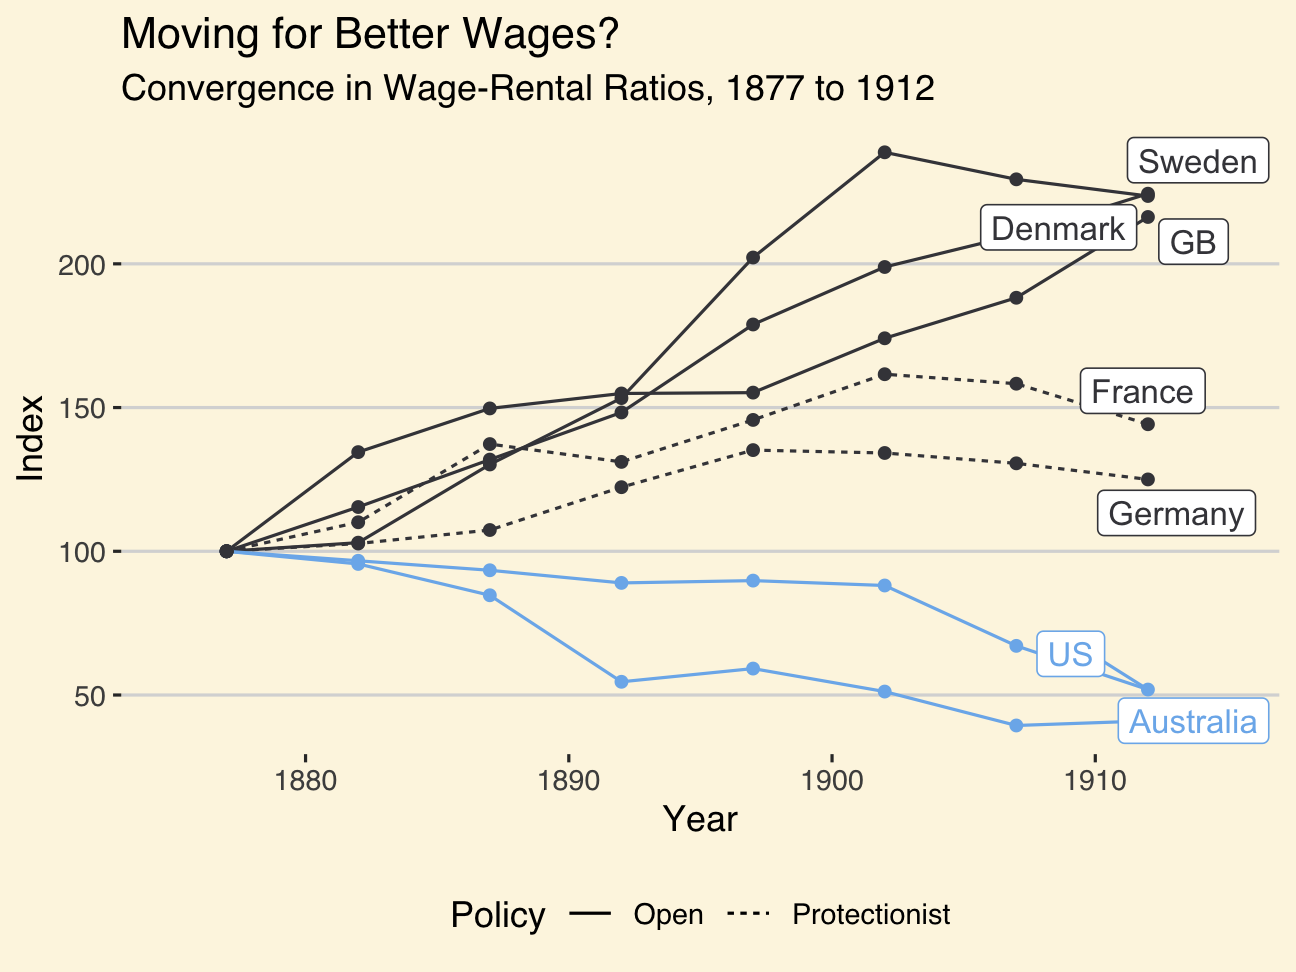 Moving for Better Wages?
Convergence in Wage-Rental Ratios, 1877 to 1912
Sweden
Denmark
GB
200
France
150
Index
Germany
100
US
50
Australia
1880 1890 1900 1910
Year
Policy Open Protectionist